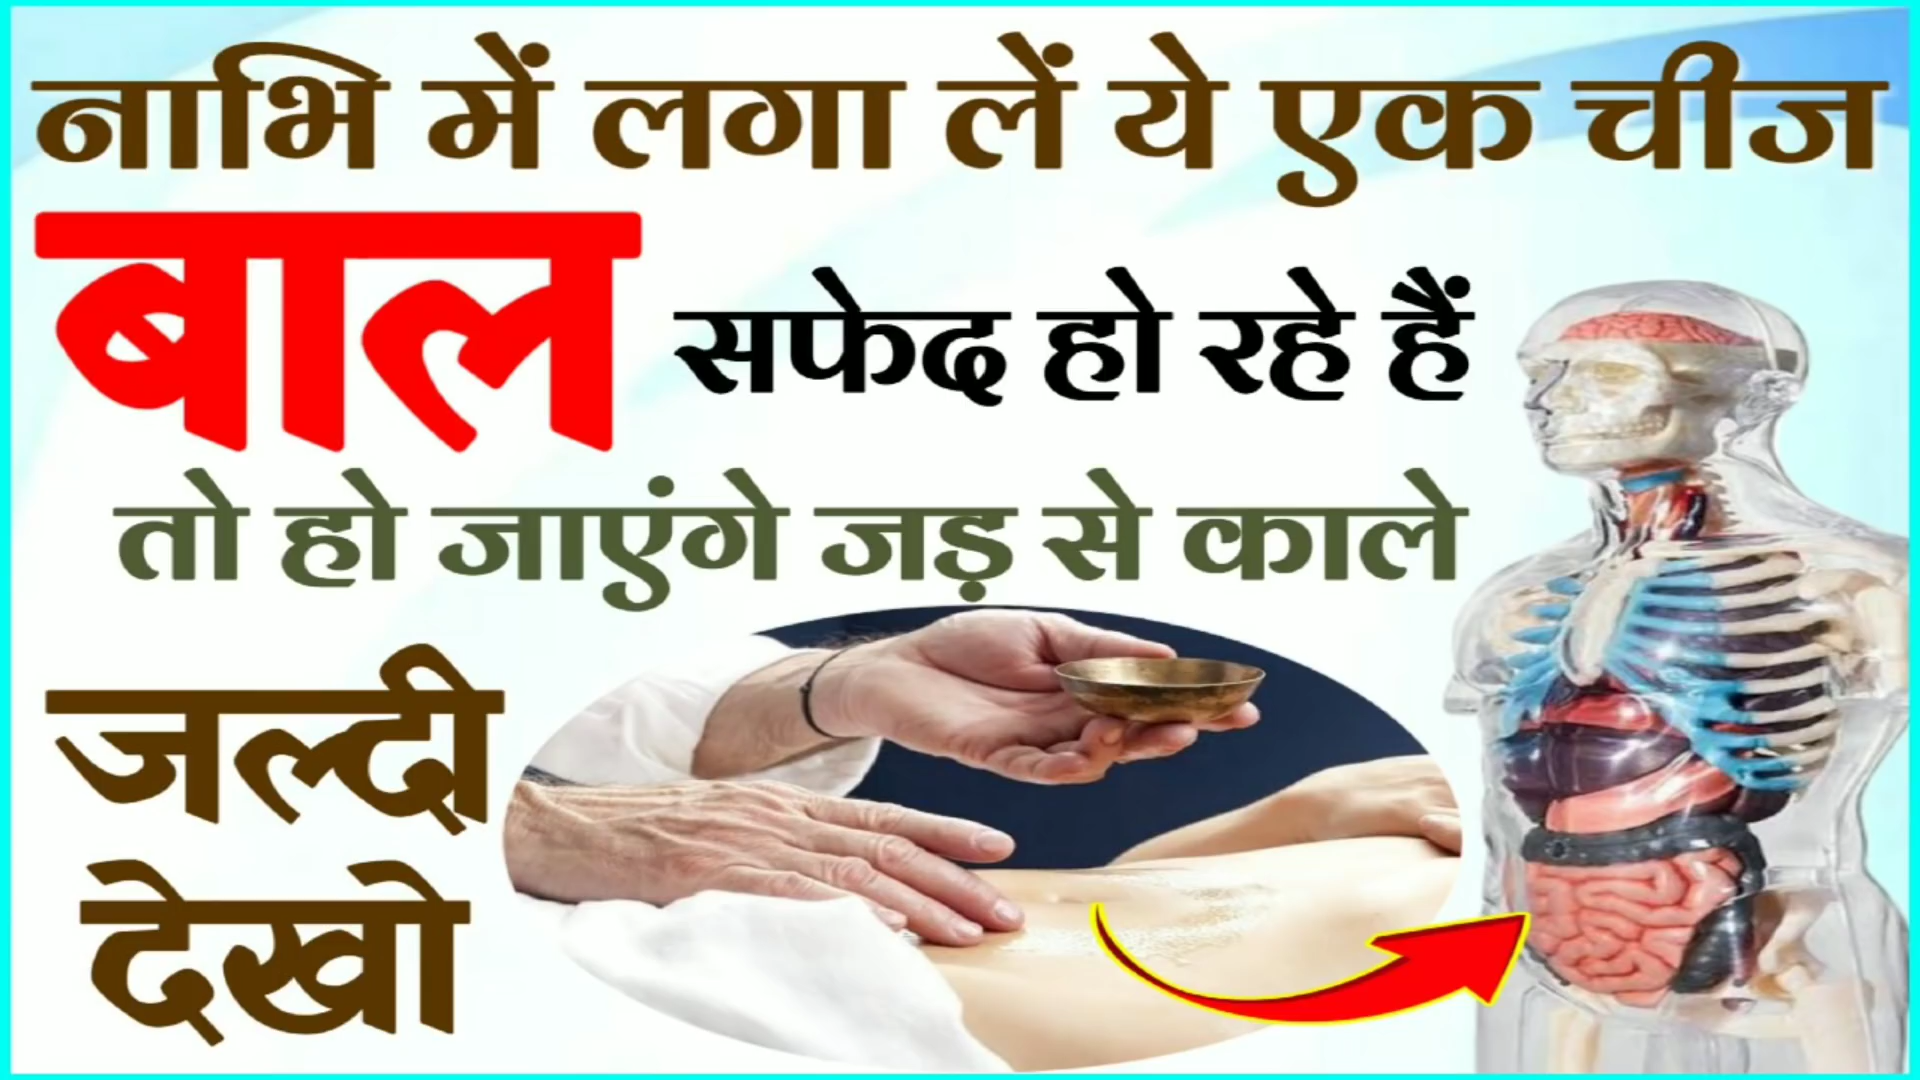 नाभि में लगा लें ये एक चीज
बाल सफेद हो रहे हैं
तो हो जाएंगे जड़ से काले
जल्दी
देखो